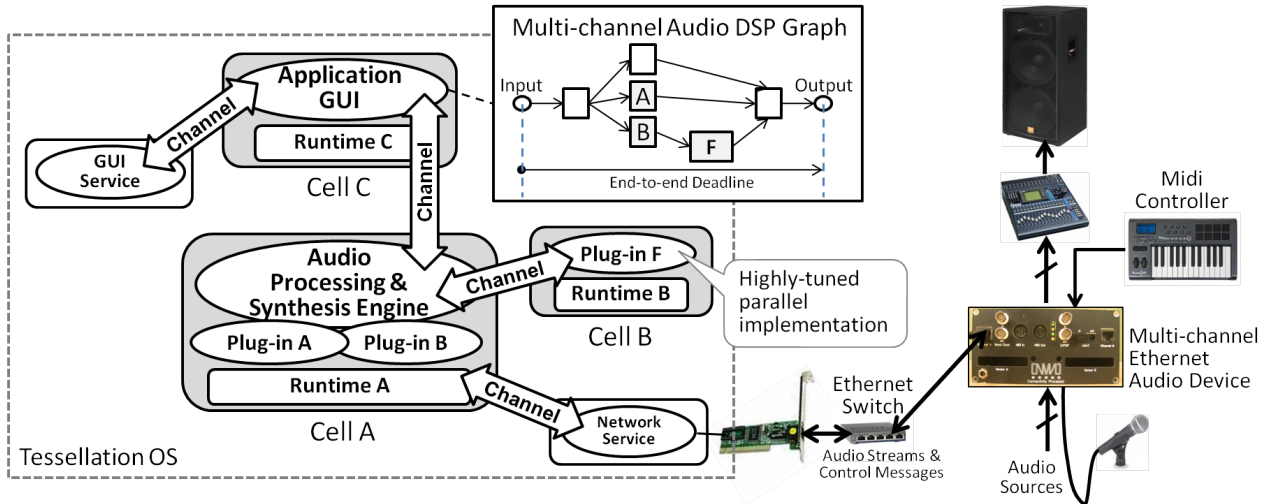 Multi-channel Audio DSP Graph
Input
Output
A
B
F
End-to-end Deadline
Application
GUI
Runtime C
Cell C
Channel
GUI
Service
Channel
Audio
Processing &
Synthesis Engine
Plug-in A
Plug-in B
Runtime A
Cell A
Channel
Plug-in F
Runtime B
Cell B
Highly-tuned
parallel
implementation
Channel
Network
Service
Tessellation OS
Ethernet
Switch
Audio Streams &
Control Messages
Midi
Controller
Multi-channel
Ethernet
Audio Device
Connectivity Processor
Audio
Sources